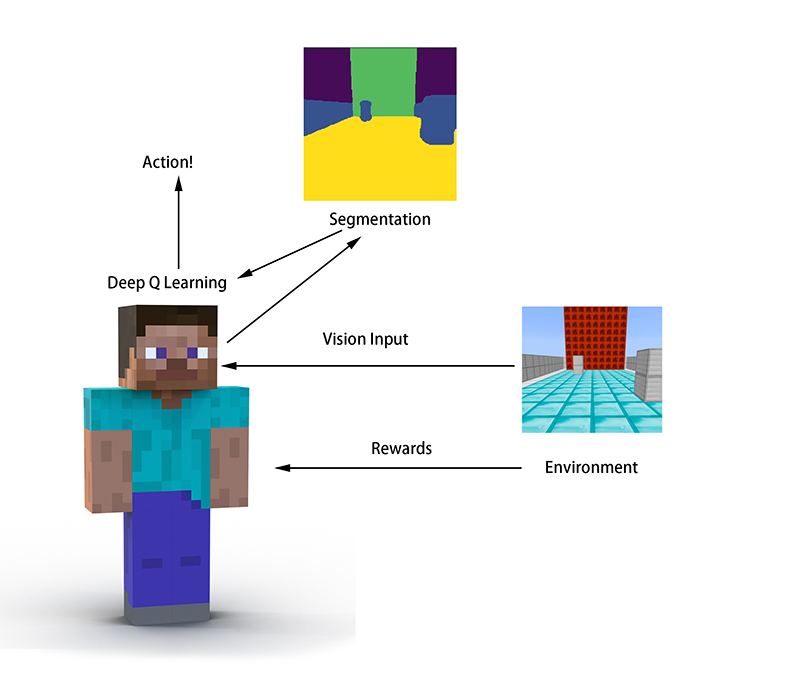 Action!
Segmentation
Deep Q Learning
Vision Input
Rewards
Environment